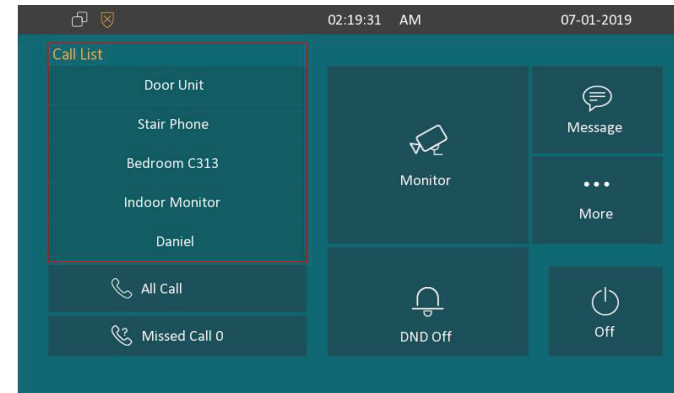 02:19:31 AM
07-01-2019
Call List
Door Unit
Stair Phone
Bedroom C313
Indoor Monitor
Daniel
All Call
Missed Call 0
Monitor
DND Off
Message
More
Off